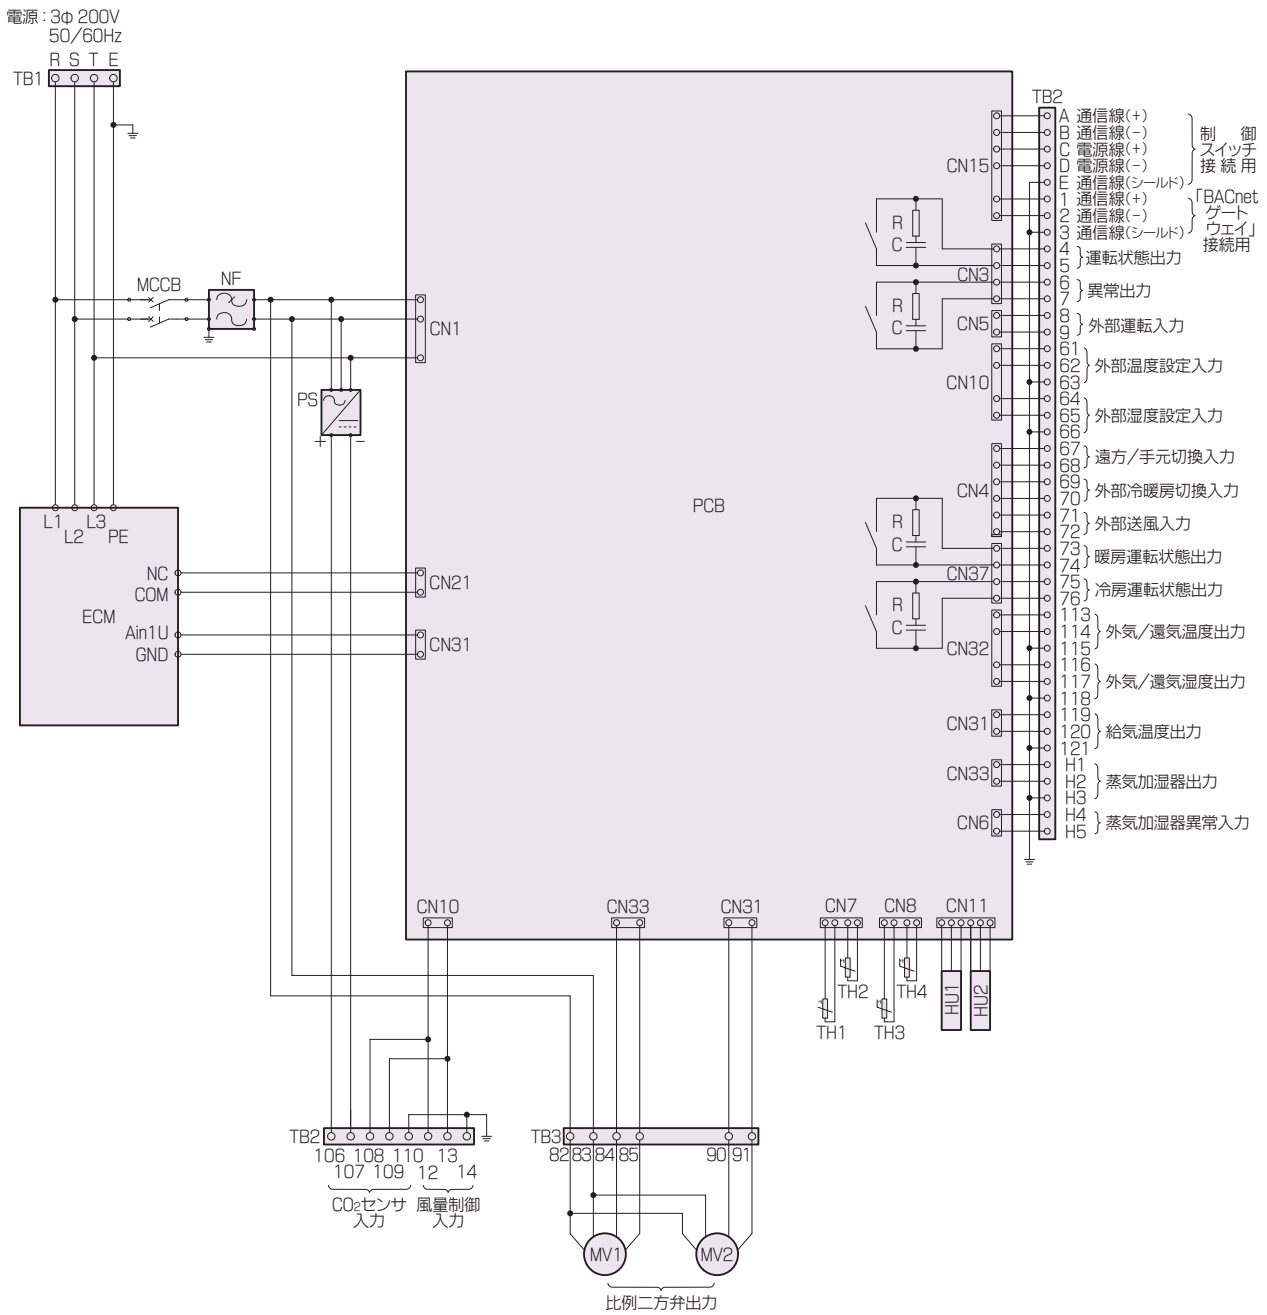 電源：3φ 200V
50/60Hz
R S T E
TB1
MCCB
NF
PS
+ −
CN1
L1 L2 L3 PE
NC
COM
ECM
Ain1U
GND
CN21
CN31
PCB
TB2
CN15
A 通信線(+)
B 通信線(-)
C 電源線(+)
D 電源線(-)
E 通信線(シールド)
制御
スイッチ
接続用
1 通信線(+)
2 通信線(-)
3 通信線(シールド)
「BACnet
ゲート
ウェイ」
接続用
R
C
CN3
4
5
運転状態出力
R
C
6
7
異常出力
CN5
8
9
外部運転入力
CN10
61
62
63
外部温度設定入力
64
65
66
外部湿度設定入力
CN4
67
68
遠方/手元切換入力
69
70
外部冷暖房切換入力
71
72
外部送風入力
R
C
CN37
73
74
暖房運転状態出力
R
C
75
76
冷房運転状態出力
CN32
113
114
115
外気/還気温度出力
116
117
118
外気/還気湿度出力
CN31
119
120
121
給気温度出力
CN33
H1
H2
H3
蒸気加湿器出力
CN6
H4
H5
蒸気加湿器異常入力
CN10
CN33
CN31
CN7
CN8
CN11
TH2
TH1
TH4
TH3
HU1
HU2
TB2
106 108 110 13
107 109 12 14
CO₂センサ
入力
風量制御
入力
TB3
82 83 84 85 90 91
MV1
MV2
比例二方弁出力